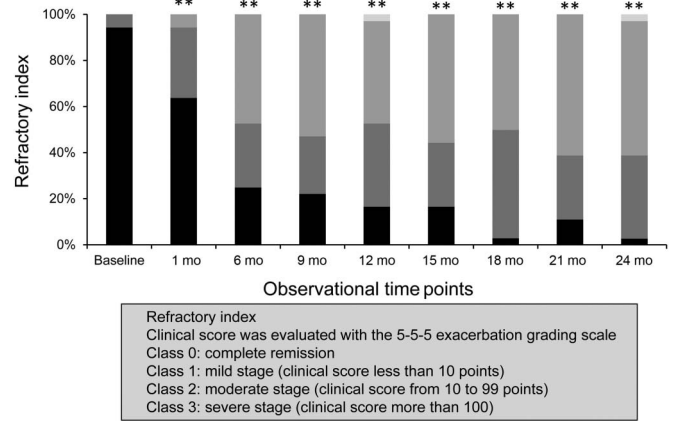 ** ** ** ** ** ** ** **
100%
80%
60%
40%
20%
0%
Refractory index
Baseline 1 mo 6 mo 9 mo 12 mo 15 mo 18 mo 21 mo 24 mo
Observational time points
Refractory index
Clinical score was evaluated with the 5-5-5 exacerbation grading scale
Class 0: complete remission
Class 1: mild stage (clinical score less than 10 points)
Class 2: moderate stage (clinical score from 10 to 99 points)
Class 3: severe stage (clinical score more than 100)